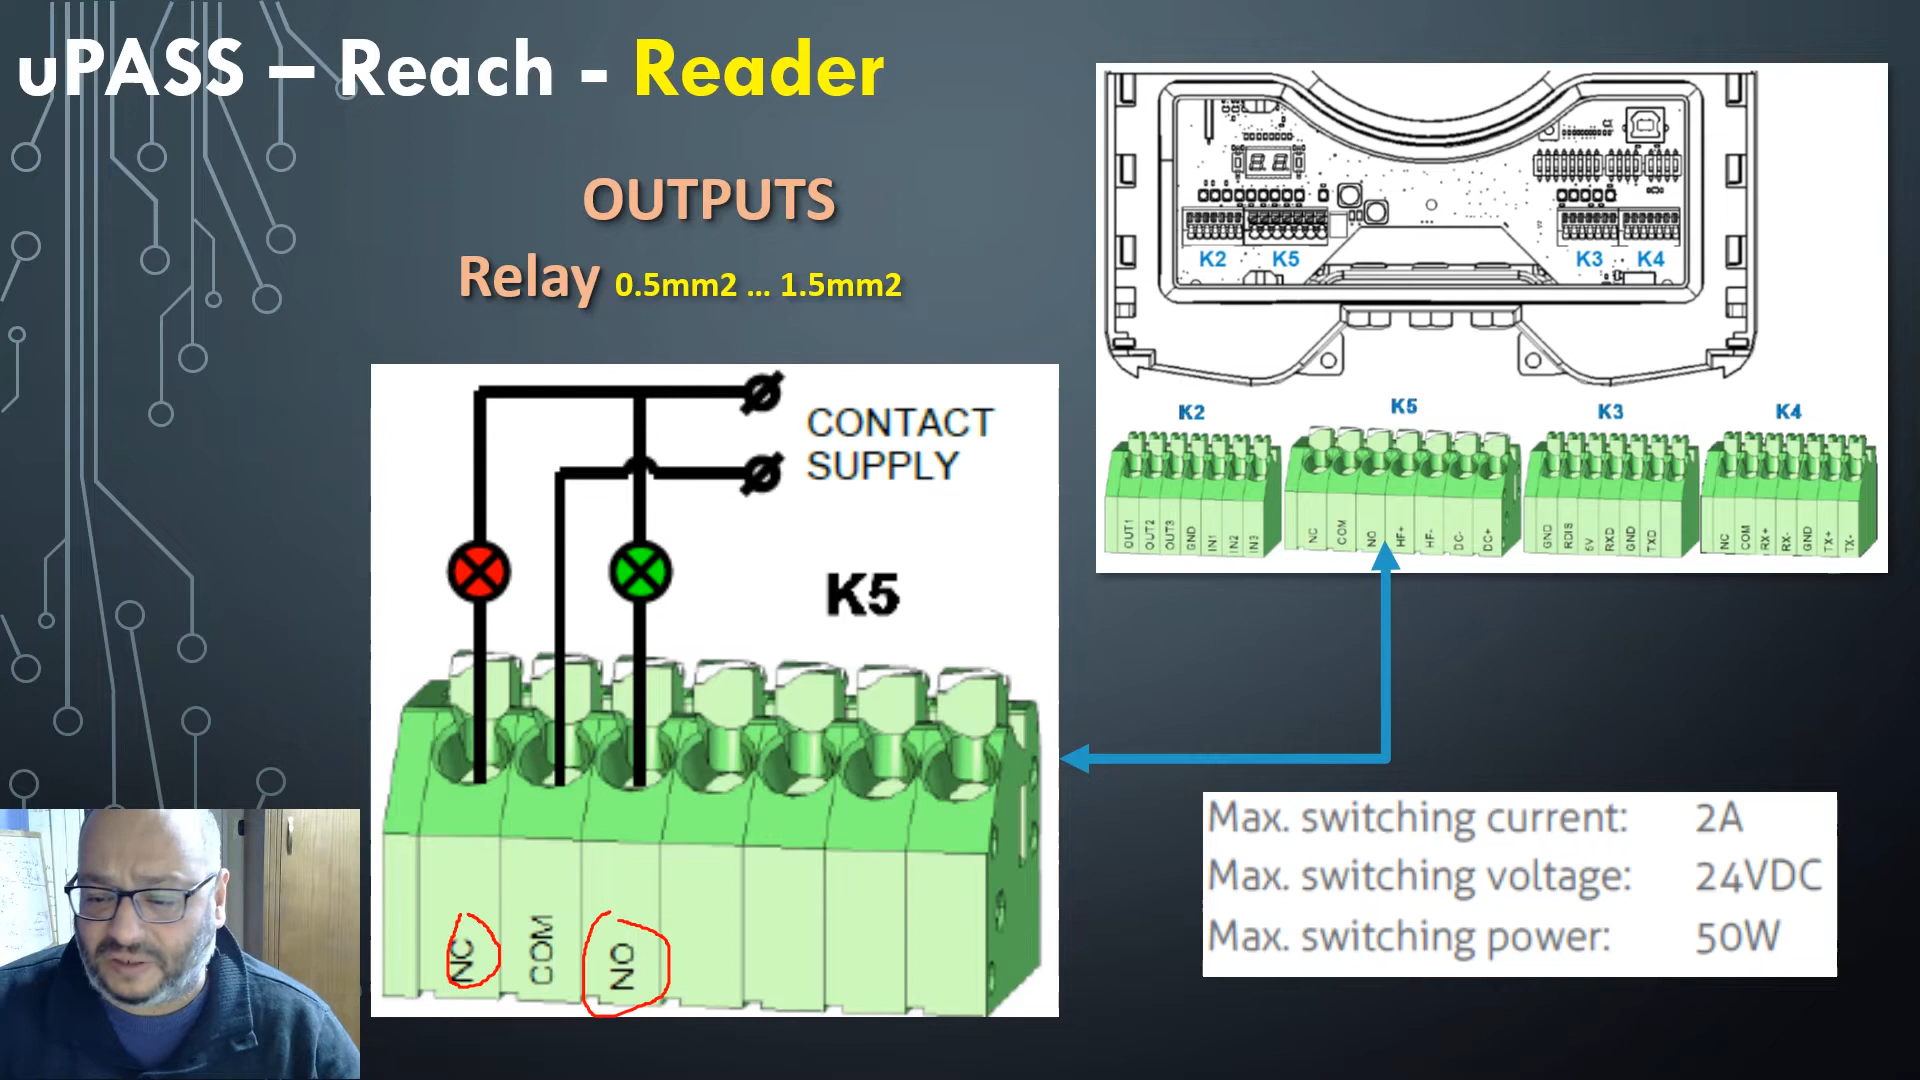 uPASS – Reach - Reader
OUTPUTS
Relay 0.5mm2 ... 1.5mm2
CONTACT
SUPPLY
K5
NC
COM
NO
K2
K5
K3
K4
K2
K5
K3
K4
OUT1
OUT2
OUT3
GND
IN1
IN2
IN3
NC
COM
NO
HF+
HF-
DC-
DC+
GND
RDIS
5V
RXD
GND
TXD
NC
COM
RX+
RX-
GND
TX+
TX-
Max. switching current: 2A
Max. switching voltage: 24VDC
Max. switching power: 50W